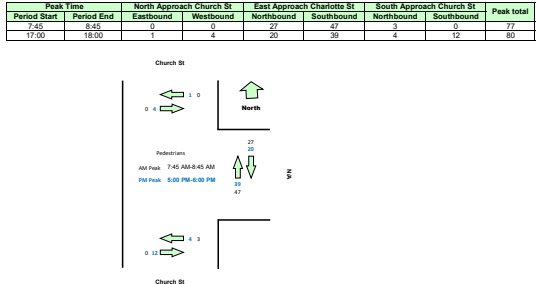 Peak Time North Approach Church St East Approach Charlotte St South Approach Church St Peak total
Period Start Period End Eastbound Westbound Northbound Southbound Northbound Southbound
7:45 8:45 0 0 27 47 3 0 77
17:00 18:00 1 4 20 39 4 12 80
Church St
1 0
0 4
North
27
20
Pedestrians
AM Peak 7:45 AM-8:45 AM
PM Peak 5:00 PM-6:00 PM
39
47
N/A
4 3
0 12
Church St